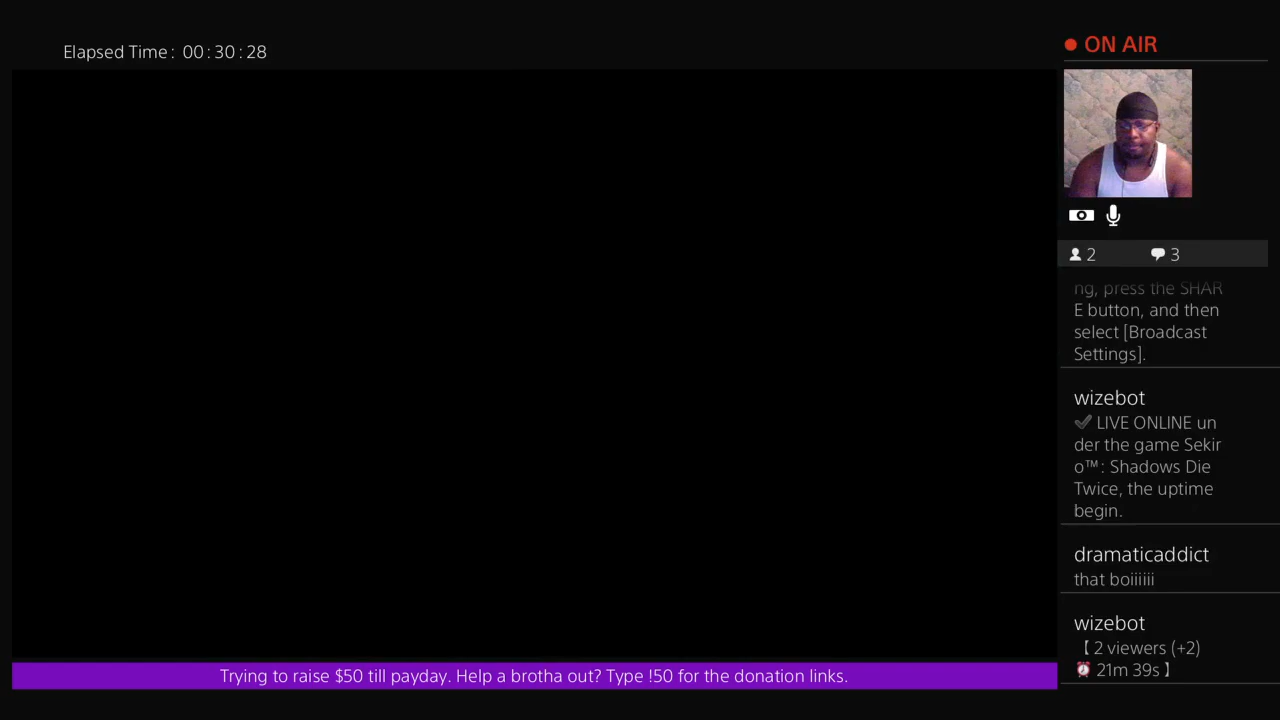 Elapsed Time: 00:30:28
ON AIR
2 3
ng, press the SHAR
E button, and then
select [Broadcast
Settings].
wizebot
✔ LIVE ONLINE un
der the game Sekir
o™: Shadows Die
Twice, the uptime
begin.
dramaticaddict
that boiiiiii
wizebot
【 2 viewers (+2)
⏰ 21m 39s 】
Trying to raise $50 till payday. Help a brotha out? Type !50 for the donation links.